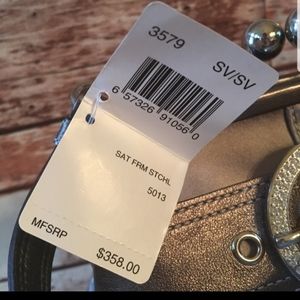 3579
SV/SV
6 57326 91056 0
SAT FRM STCHL
5013
MFSRP
$358.00